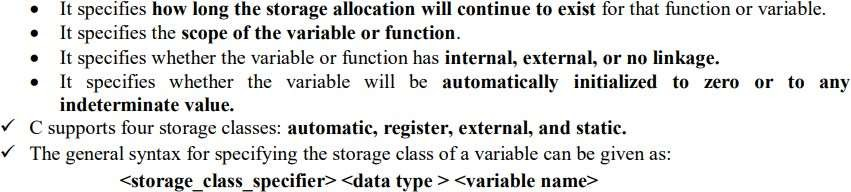 • It specifies how long the storage allocation will continue to exist for that function or variable.
• It specifies the scope of the variable or function.
• It specifies whether the variable or function has internal, external, or no linkage.
• It specifies whether the variable will be automatically initialized to zero or to any
indeterminate value.
✓ C supports four storage classes: automatic, register, external, and static.
✓ The general syntax for specifying the storage class of a variable can be given as:
<storage_class_specifier> <data type > <variable name>